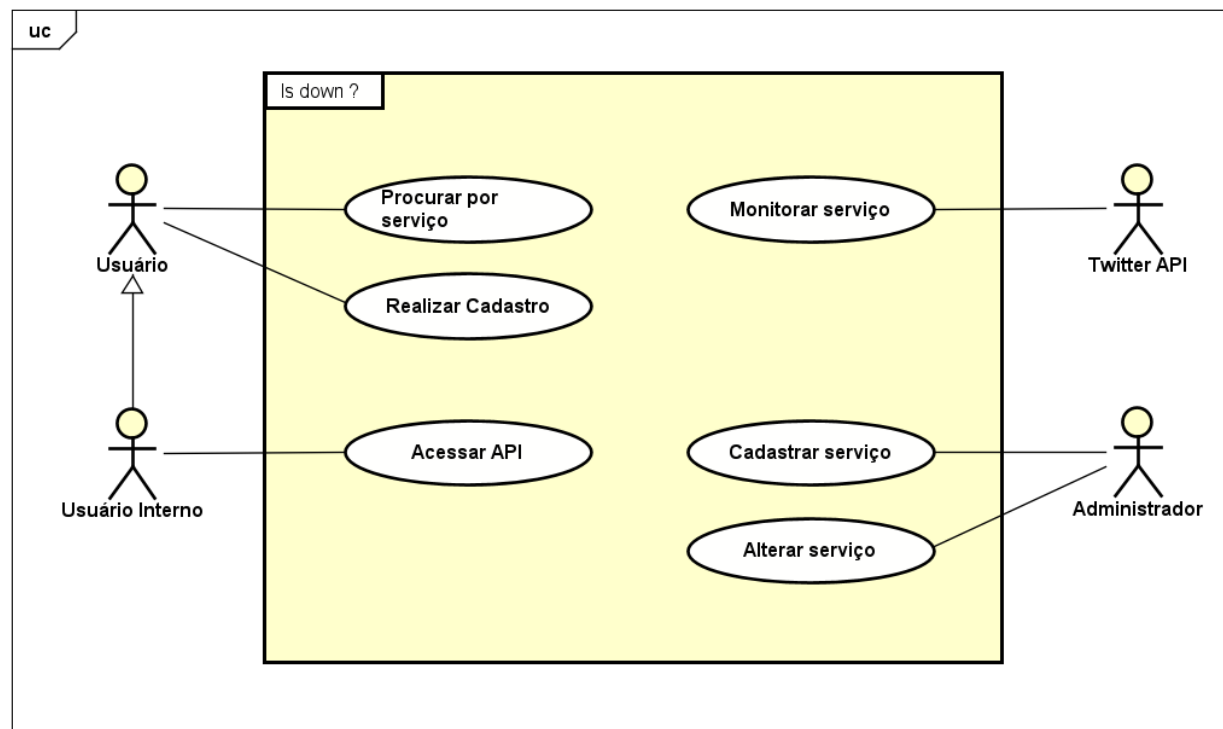 uc
Is down ?
Procurar por
serviço
Monitorar serviço
Usuário
Twitter API
Realizar Cadastro
Acessar API
Cadastrar serviço
Usuário Interno
Administrador
Alterar serviço